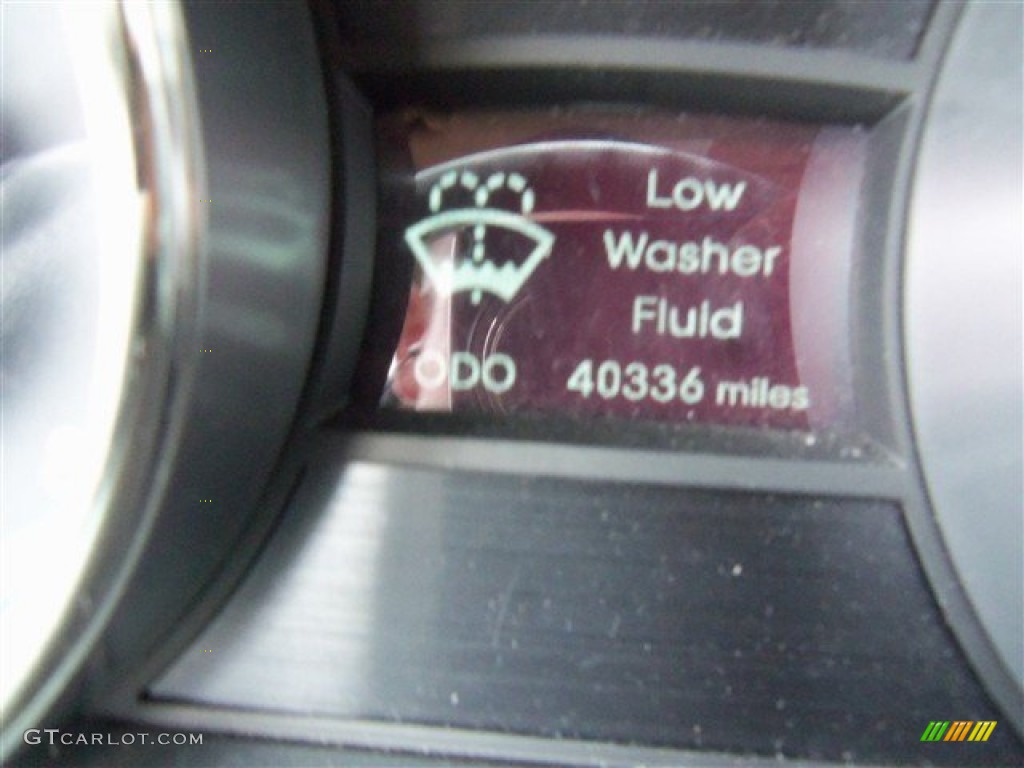 Low
Washer
Fluid
ODO 40336 miles
GTCARLOT.COM